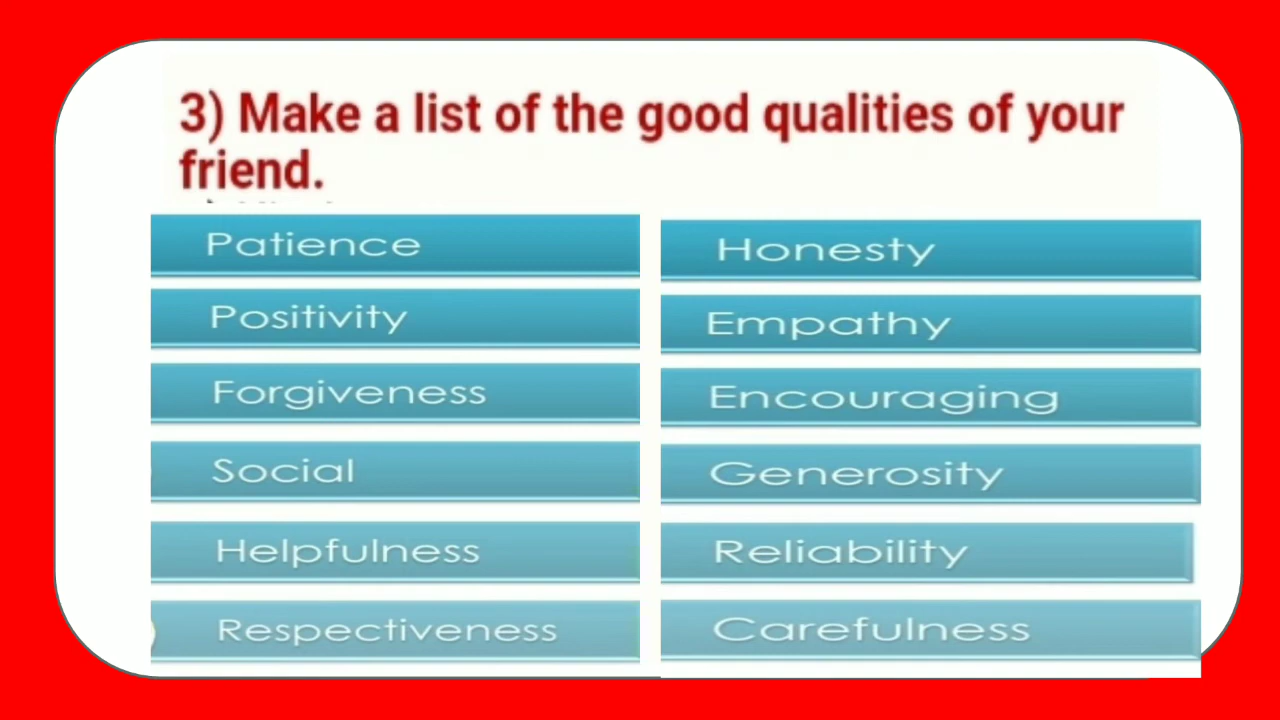 3) Make a list of the good qualities of your
friend.
Patience
Positivity
Forgiveness
Social
Helpfulness
Respectiveness
Honesty
Empathy
Encouraging
Generosity
Reliability
Carefulness